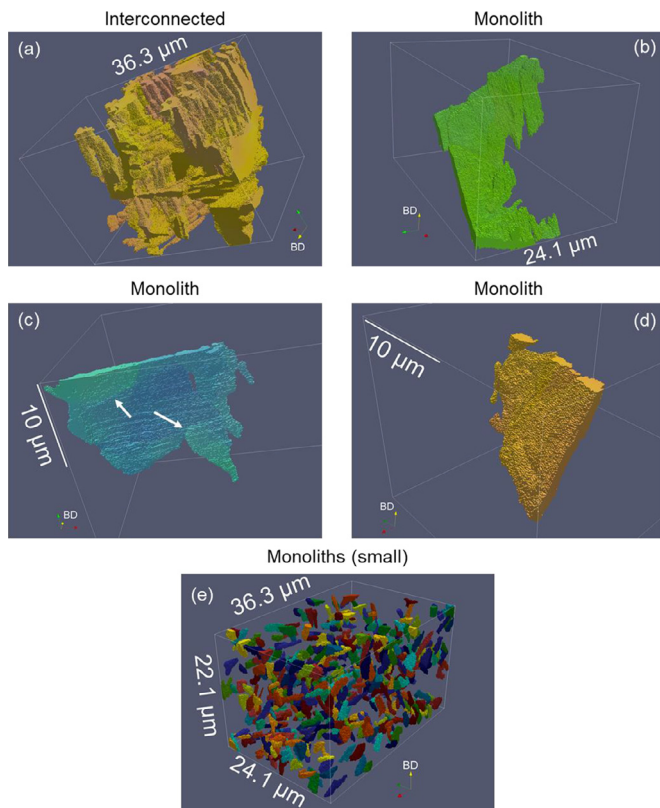 Interconnected
(a)
36.3 µm
BD
Monolith
(b)
24.1 µm
BD
Monolith
(c)
10 µm
BD
Monolith
(d)
10 µm
BD
Monoliths (small)
(e)
36.3 µm
22.1 µm
24.1 µm
BD